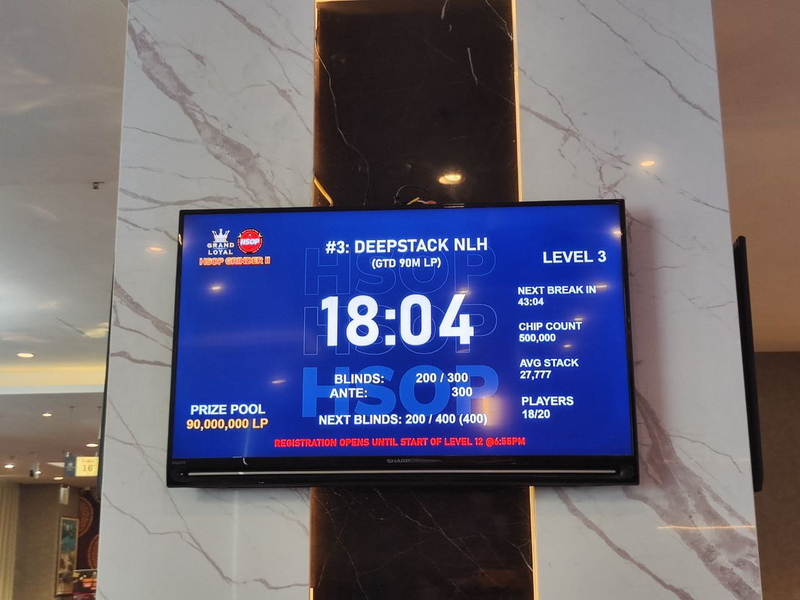 GRAND
LOYAL
HSOP
HSOP GRINDER II
#3: DEEPSTACK NLH
(GTD 90M LP)
LEVEL 3
18:04
NEXT BREAK IN
43:04
CHIP COUNT
500,000
AVG STACK
27,777
PLAYERS
18/20
HSOP
HSOP
HSOP
BLINDS: 200 / 300
ANTE: 300
NEXT BLINDS: 200 / 400 (400)
PRIZE POOL
90,000,000 LP
REGISTRATION OPENS UNTIL START OF LEVEL 12 @6:55PM
SHARP
16